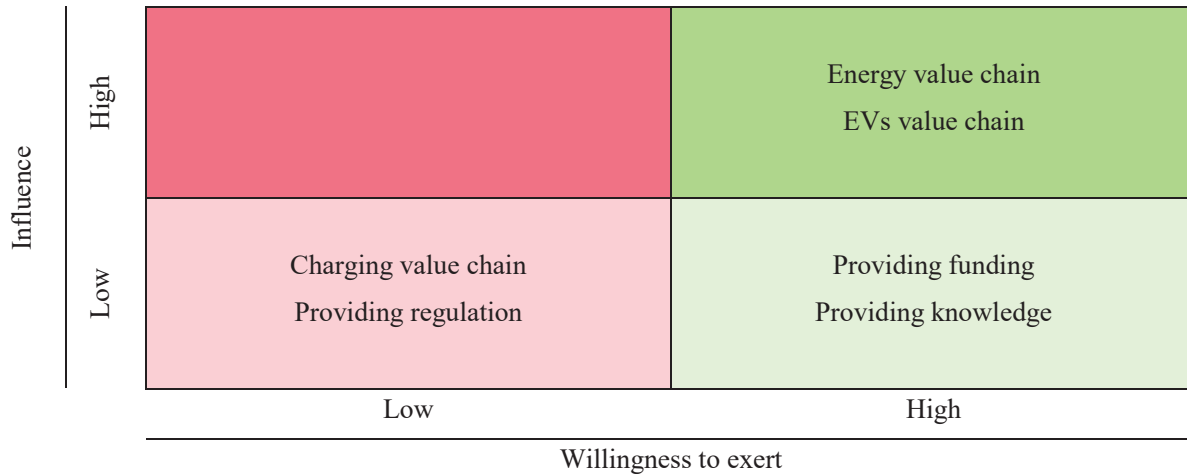 Influence
High
Energy value chain
EVs value chain
Low
Charging value chain
Providing regulation
Providing funding
Providing knowledge
Low
High
Willingness to exert